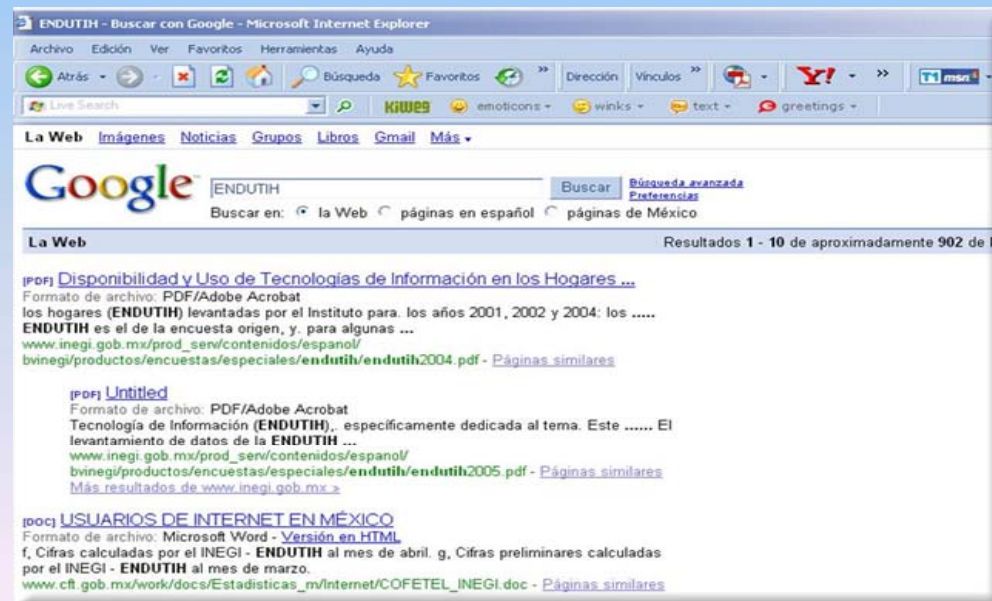 ENDUTIH - Buscar con Google - Microsoft Internet Explorer
Archivo Edición Ver Favoritos Herramientas Ayuda
Atrás Búsqueda Favoritos » Dirección Vínculos » Y! » T1 msn
Live Search KIWEE emoticons winks text greetings
La Web Imágenes Noticias Grupos Libros Gmail Más
Google ENDUTIH Buscar Búsqueda avanzada
Preferencias
Buscar en: la Web páginas en español páginas de México
La Web Resultados 1 - 10 de aproximadamente 902 de
[PDF] Disponibilidad y Uso de Tecnologías de Información en los Hogares ...
Formato de archivo: PDF/Adobe Acrobat
los hogares (ENDUTIH) levantadas por el Instituto para. los años 2001, 2002 y 2004: los .....
ENDUTIH es el de la encuesta origen, y. para algunas ...
www.inegi.gob.mx/prod_serv/contenidos/espanol/
bvinegi/productos/encuestas/especiales/endutih/endutih2004.pdf - Páginas similares
[PDF] Untitled
Formato de archivo: PDF/Adobe Acrobat
Tecnología de Información (ENDUTIH),. específicamente dedicada al tema. Este ...... El
levantamiento de datos de la ENDUTIH ...
www.inegi.gob.mx/prod_serv/contenidos/espanol/
bvinegi/productos/encuestas/especiales/endutih/endutih2005.pdf - Páginas similares
Más resultados de www.inegi.gob.mx »
[DOC] USUARIOS DE INTERNET EN MÉXICO
Formato de archivo: Microsoft Word - Versión en HTML
f, Cifras calculadas por el INEGI - ENDUTIH al mes de abril. g, Cifras preliminares calculadas
por el INEGI - ENDUTIH al mes de marzo.
www.cft.gob.mx/work/docs/Estadisticas_m/Internet/COFETEL_INEGI.doc - Páginas similares